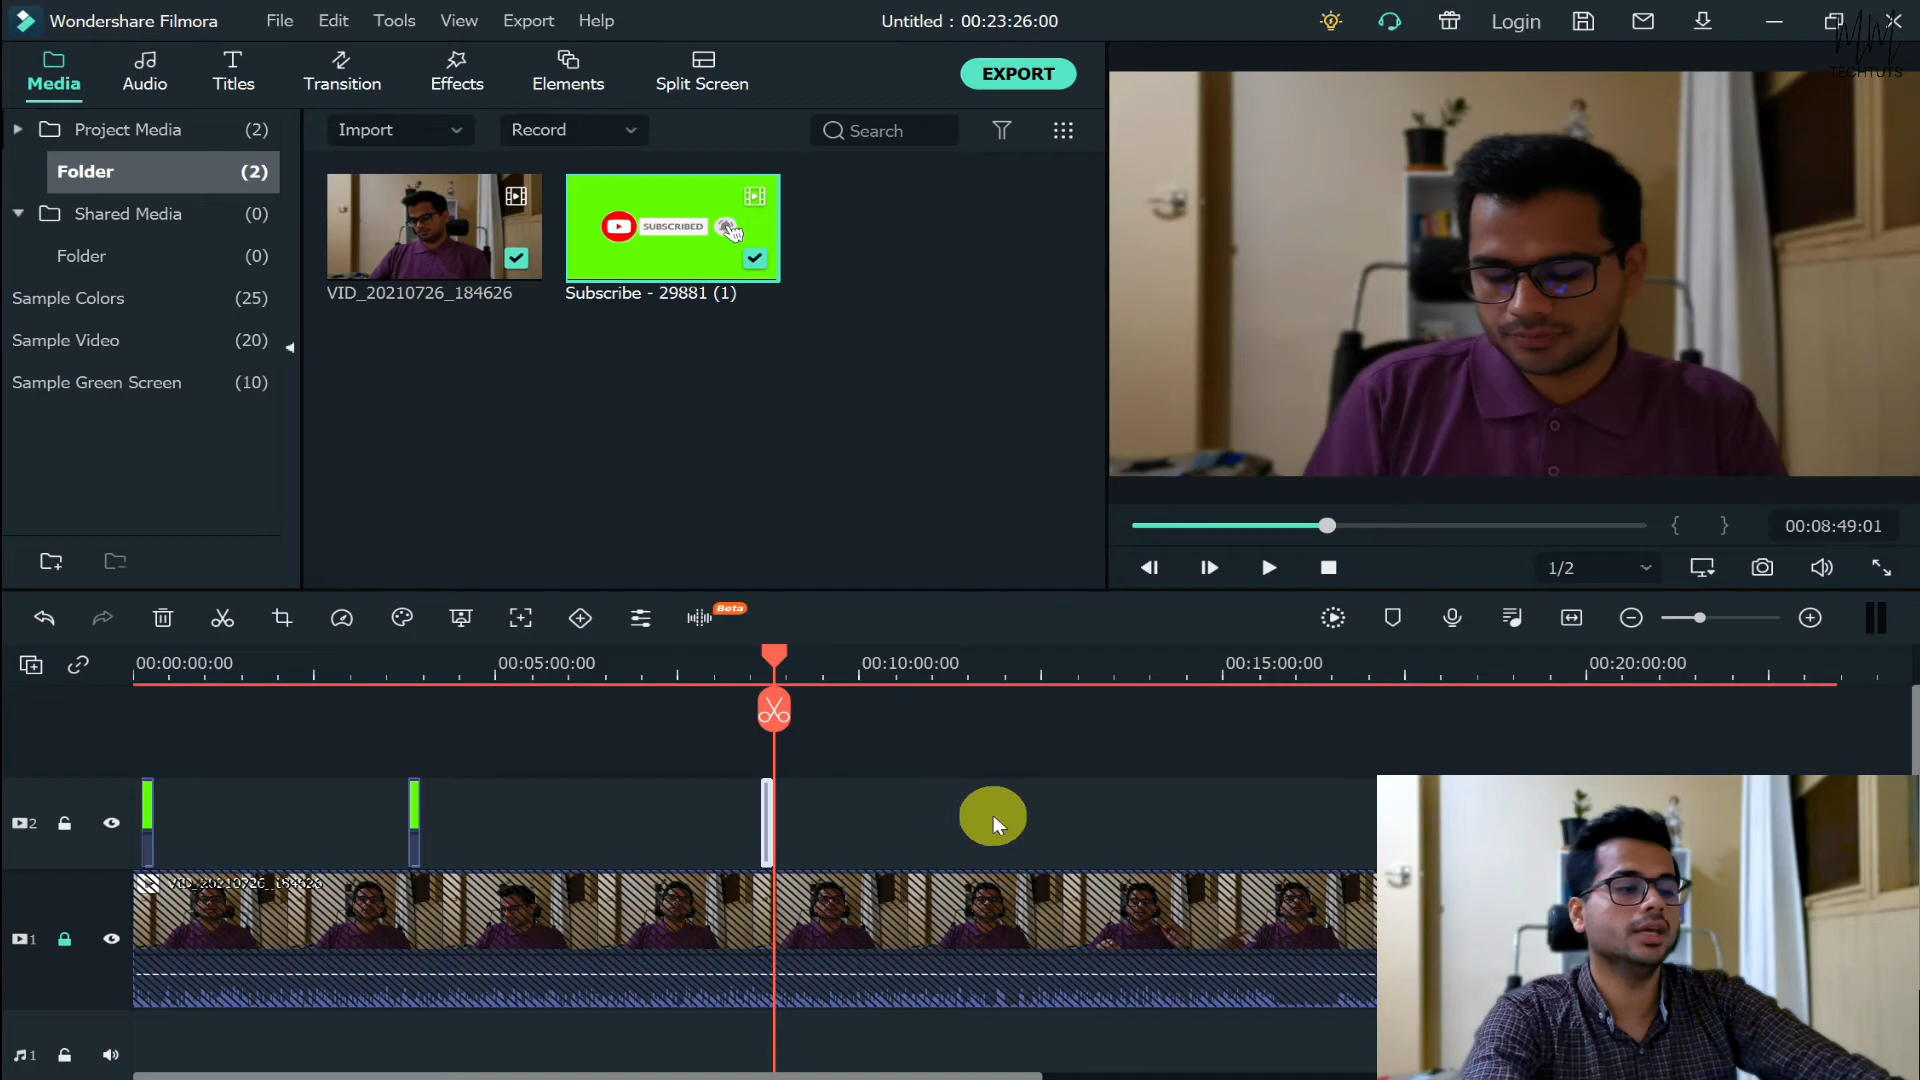 Wondershare Filmora File Edit Tools View Export Help Untitled : 00:23:26:00 Login
MM
TECHTUTS
Media Audio Titles Transition Effects Elements Split Screen EXPORT
Project Media (2) Import Record Search
Folder (2)
Shared Media (0)
SUBSCRIBED
Folder (0)
Sample Colors (25) VID_20210726_184626 Subscribe - 29881 (1)
Sample Video (20)
Sample Green Screen (10)
{ } 00:08:49:01
1/2
Beta
00:00:00:00 00:05:00:00 00:10:00:00 00:15:00:00 00:20:00:00
2
VID_20210726_184626
1
1